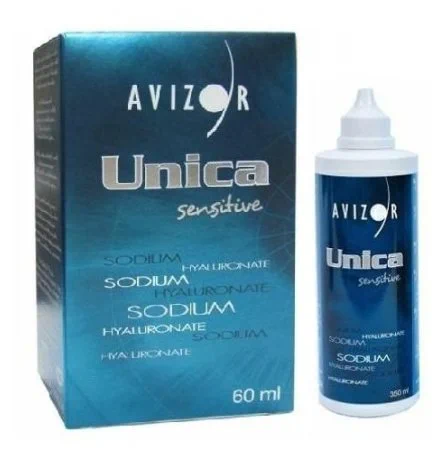 AVIZOR
Unica
sensitive
SODIUM
HYALURONATE
SODIUM
HYALURONATE
SODIUM
HYALURONATE
SODIUM
HYALURONATE
60 ml
AVIZOR
Unica
sensitive
SODIUM
HYALURONATE
SODIUM
HYALURONATE
350 ml